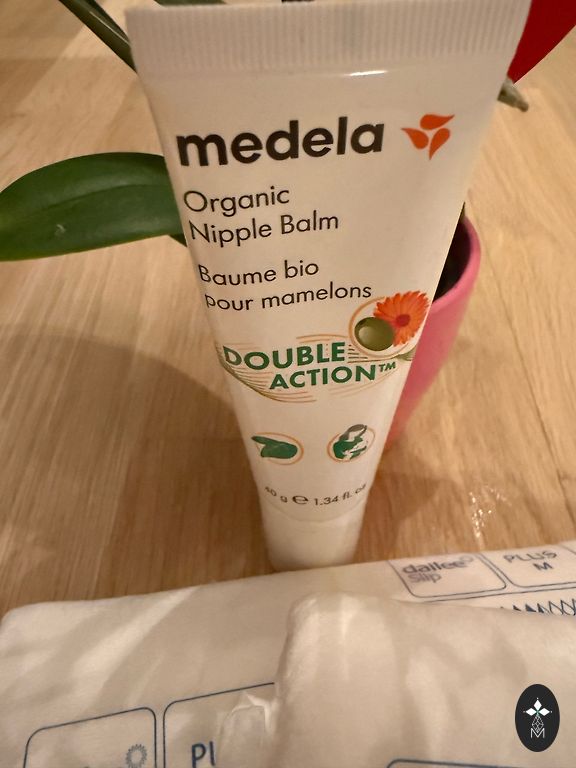 medela
Organic
Nipple Balm
Baume bio
pour mamelons
DOUBLE
ACTION™
40 g ℮ 1.34 fl. oz
dailee
Slip
PLUS
M
M